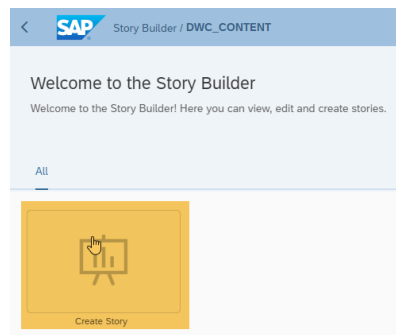 SAP Story Builder / DWC_CONTENT
Welcome to the Story Builder
Welcome to the Story Builder! Here you can view, edit and create stories.
All
Create Story